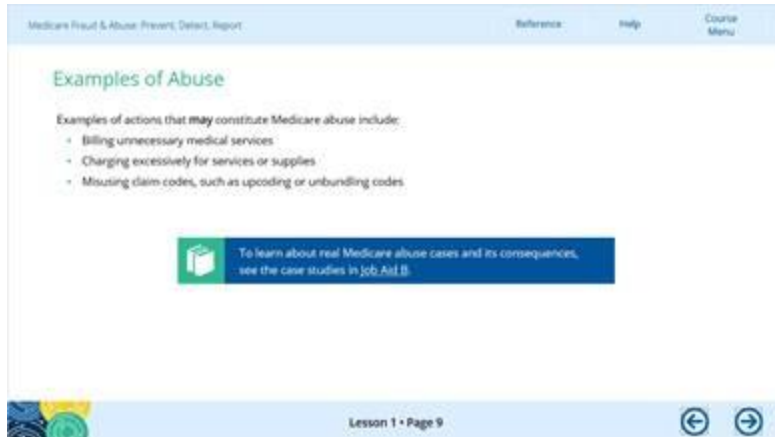 Medicare Fraud & Abuse: Prevent, Detect, Report
Reference
Help
Course
Menu
Examples of Abuse
Examples of actions that may constitute Medicare abuse include:
• Billing unnecessary medical services
• Charging excessively for services or supplies
• Misusing claim codes, such as upcoding or unbundling codes
To learn about real Medicare abuse cases and its consequences,
see the case studies in Job Aid B.
Lesson 1 • Page 9